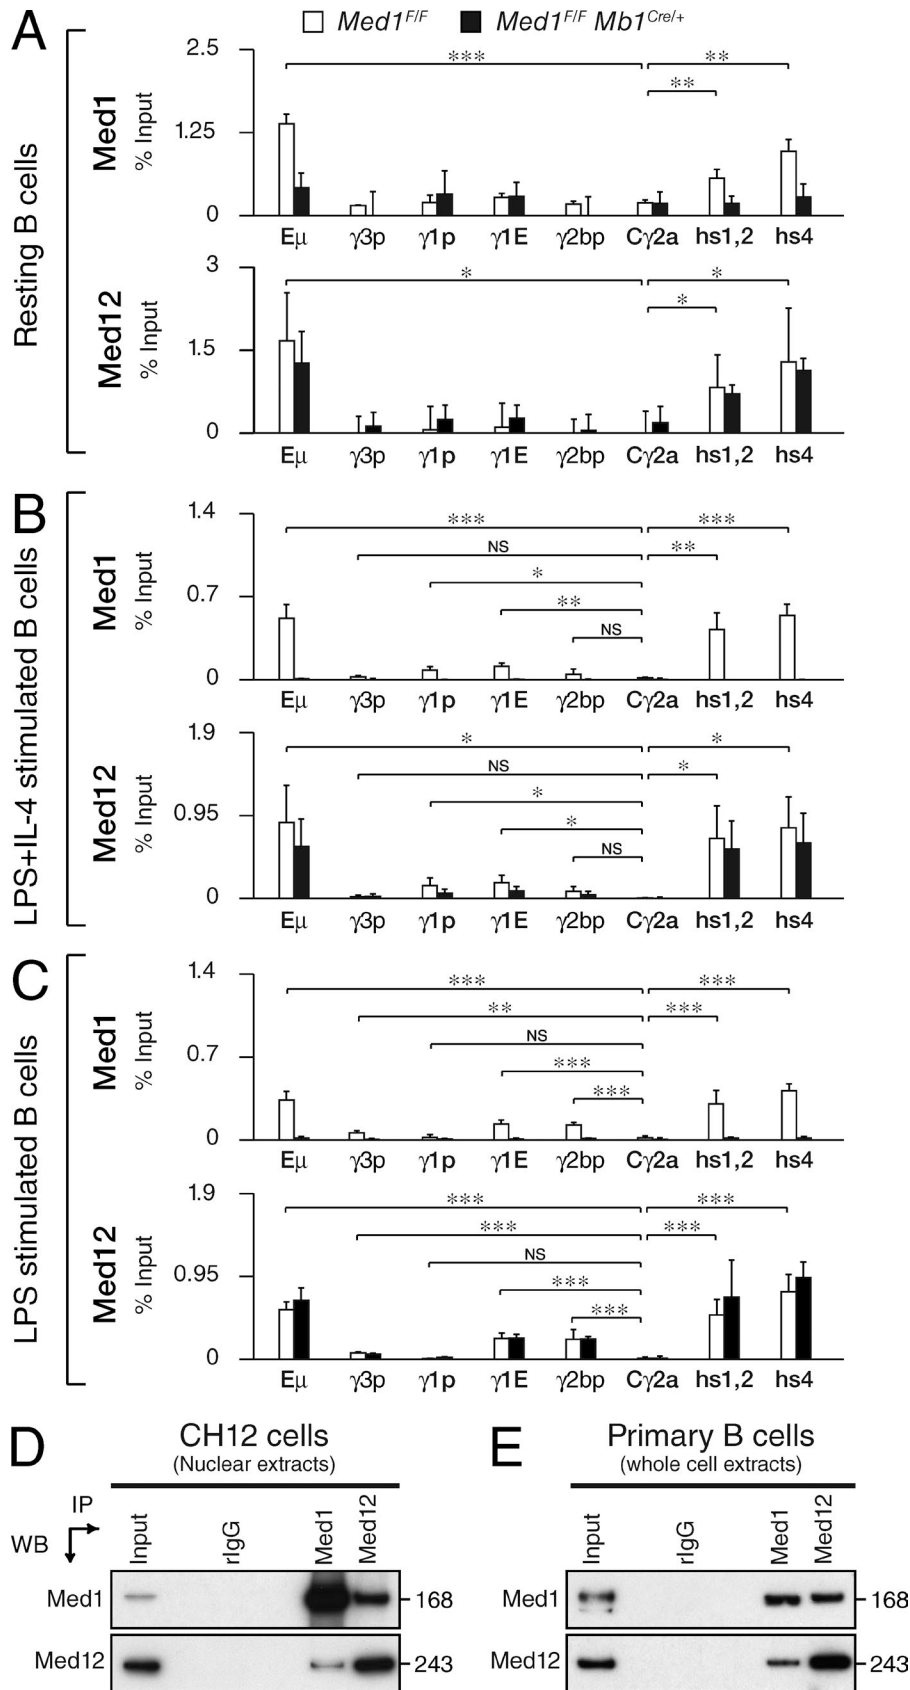 A
Med1F/F
Med1F/F Mb1Cre/+
Resting B cells
Med1
% Input
2.5
1.25
0
***
**
**
Eμ γ3p γ1p γ1E γ2bp Cγ2a hs1,2 hs4
Med12
% Input
3
1.5
0
*
*
*
Eμ γ3p γ1p γ1E γ2bp Cγ2a hs1,2 hs4
B
LPS+IL-4 stimulated B cells
Med1
% Input
1.4
0.7
0
*** ***
NS **
*
**
NS
Eμ γ3p γ1p γ1E γ2bp Cγ2a hs1,2 hs4
Med12
% Input
1.9
0.95
0
* *
NS *
*
*
NS
Eμ γ3p γ1p γ1E γ2bp Cγ2a hs1,2 hs4
C
LPS stimulated B cells
Med1
% Input
1.4
0.7
0
*** ***
** ***
NS
***
***
Eμ γ3p γ1p γ1E γ2bp Cγ2a hs1,2 hs4
Med12
% Input
1.9
0.95
0
*** ***
*** ***
NS
***
***
Eμ γ3p γ1p γ1E γ2bp Cγ2a hs1,2 hs4
D
CH12 cells
(Nuclear extracts)
IP
WB
Input rIgG Med1 Med12
Med1 168
Med12 243
E
Primary B cells
(whole cell extracts)
Input rIgG Med1 Med12
Med1 168
Med12 243